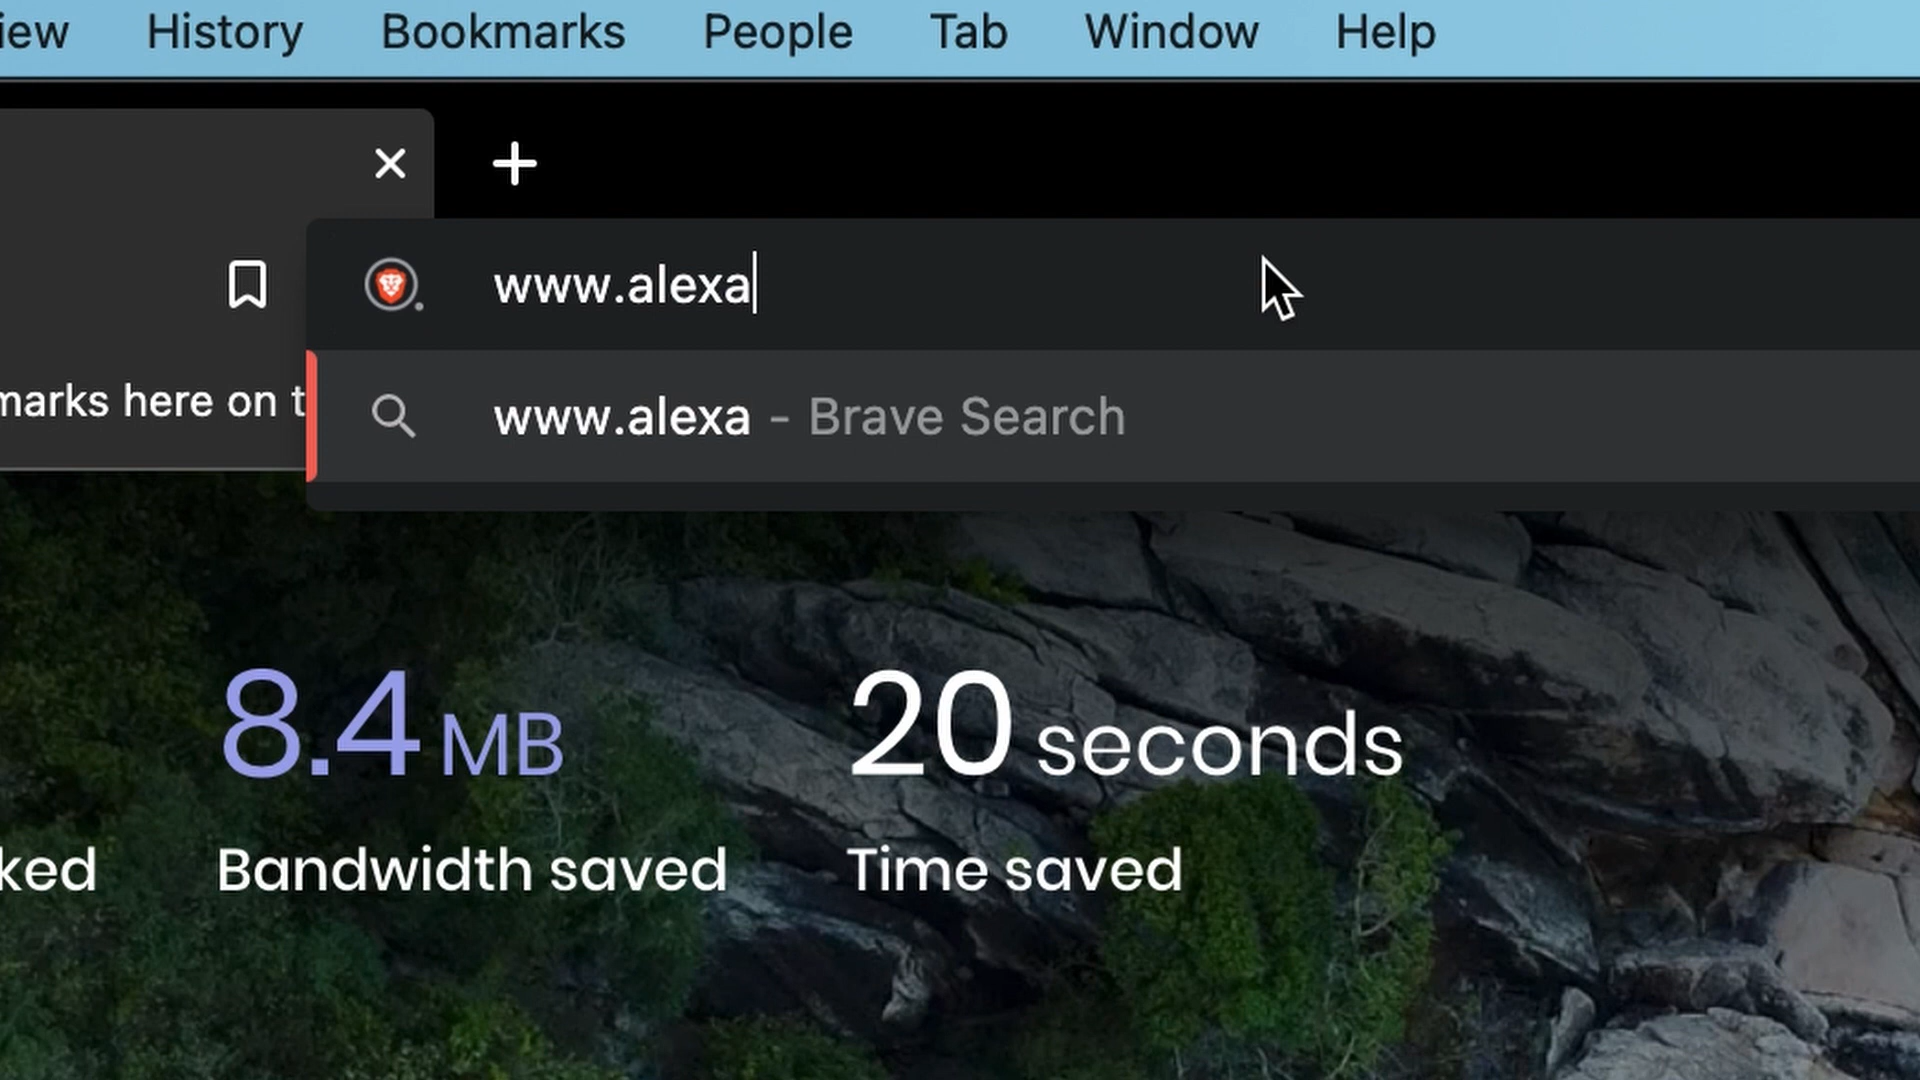 iew History Bookmarks People Tab Window Help
www.alexa
marks here on t
www.alexa - Brave Search
8.4 MB
20 seconds
ked
Bandwidth saved
Time saved